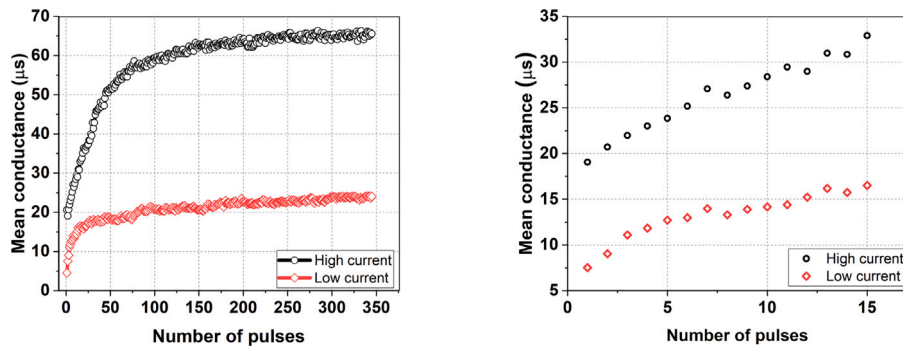 70
60
50
40
30
20
10
0
Mean conductance (μs)
0 50 100 150 200 250 300 350
Number of pulses
High current
Low current
35
30
25
20
15
10
5
Mean conductance (μs)
0 5 10 15
Number of pulses
High current
Low current